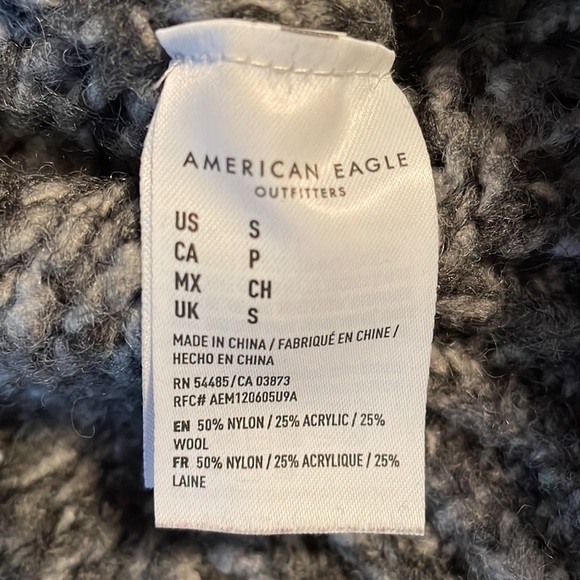 AMERICAN EAGLE
OUTFITTERS
US S
CA P
MX CH
UK S
MADE IN CHINA / FABRIQUÉ EN CHINE /
HECHO EN CHINA
RN 54485/CA 03873
RFC# AEM120605U9A
EN 50% NYLON / 25% ACRYLIC / 25%
WOOL
FR 50% NYLON / 25% ACRYLIQUE / 25%
LAINE